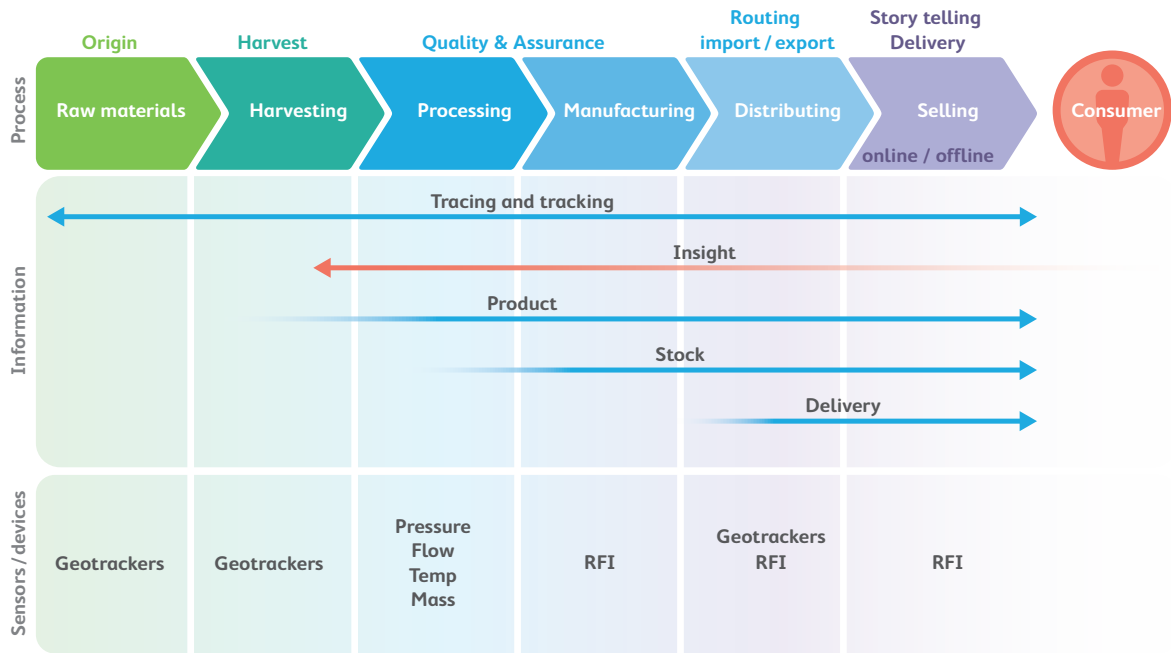 Origin
Harvest
Quality & Assurance
Routing
import / export
Story telling
Delivery
Process
Raw materials
Harvesting
Processing
Manufacturing
Distributing
Selling
online / offline
Consumer
Information
Tracing and tracking
Insight
Product
Stock
Delivery
Sensors / devices
Geotrackers
Geotrackers
Pressure
Flow
Temp
Mass
RFI
Geotrackers
RFI
RFI